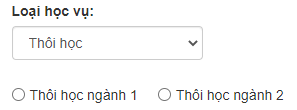 Loại học vụ:
Thôi học
Thôi học ngành 1 Thôi học ngành 2